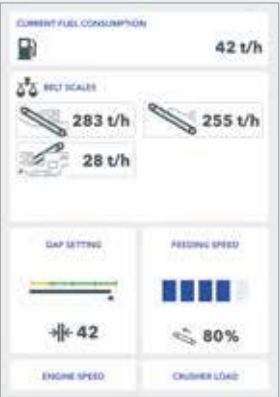 CURRENT FUEL CONSUMPTION
42 t/h
BELT SCALES
283 t/h
255 t/h
28 t/h
GAP SETTING
FEEDING SPEED
42
80%
ENGINE SPEED
CRUSHER LOAD